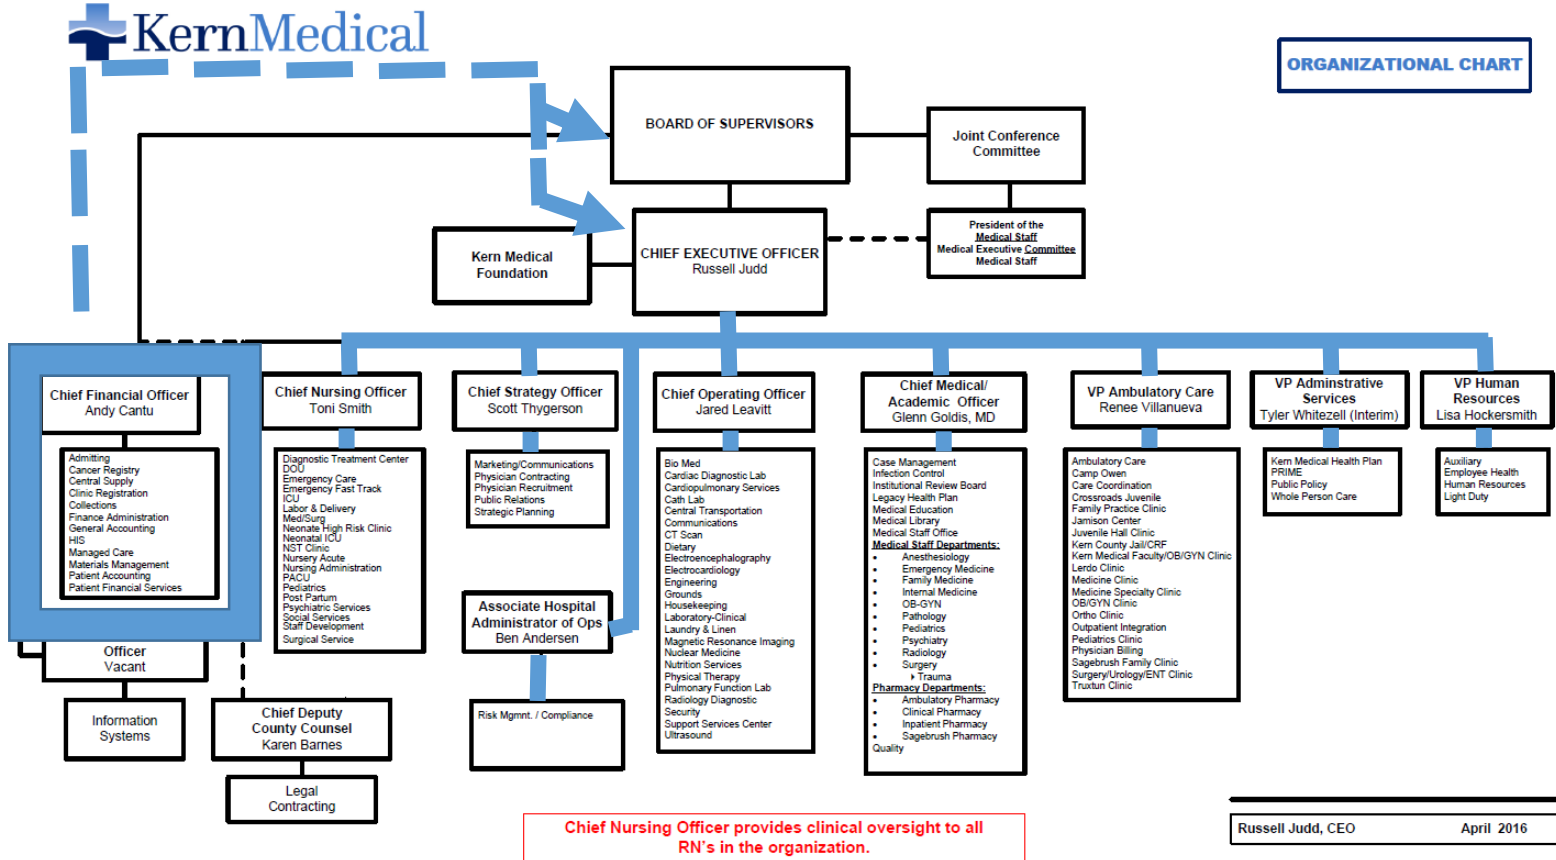 KernMedical
ORGANIZATIONAL CHART
BOARD OF SUPERVISORS
Joint Conference
Committee
Kern Medical
Foundation
CHIEF EXECUTIVE OFFICER
Russell Judd
President of the
Medical Staff
Medical Executive Committee
Medical Staff
Chief Financial Officer
Andy Cantu
Chief Nursing Officer
Toni Smith
Chief Strategy Officer
Scott Thygerson
Chief Operating Officer
Jared Leavitt
Chief Medical/
Academic Officer
Glenn Goldis, MD
VP Ambulatory Care
Renee Villanueva
VP Adminstrative
Services
Tyler Whitezell (Interim)
VP Human
Resources
Lisa Hockersmith
Admitting
Cancer Registry
Central Supply
Clinic Registration
Collections
Finance Administration
General Accounting
HIS
Managed Care
Materials Management
Patient Accounting
Patient Financial Services
Diagnostic Treatment Center
DOU
Emergency Care
Emergency Fast Track
ICU
Labor & Delivery
Med/Surg
Neonate High Risk Clinic
Neonatal ICU
NST Clinic
Nursery Acute
Nursing Administration
PACU
Pediatrics
Post Partum
Psychiatric Services
Social Services
Staff Development
Surgical Service
Marketing/Communications
Physician Contracting
Physician Recruitment
Public Relations
Strategic Planning
Associate Hospital
Administrator of Ops
Ben Andersen
Risk Mgmnt. / Compliance
Bio Med
Cardiac Diagnostic Lab
Cardiopulmonary Services
Cath Lab
Central Transportation
Communications
CT Scan
Dietary
Electroencephalography
Electrocardiology
Engineering
Grounds
Housekeeping
Laboratory-Clinical
Laundry & Linen
Magnetic Resonance Imaging
Nuclear Medicine
Nutrition Services
Physical Therapy
Pulmonary Function Lab
Radiology Diagnostic
Security
Support Services Center
Ultrasound
Case Management
Infection Control
Institutional Review Board
Legacy Health Plan
Medical Education
Medical Library
Medical Staff Office
Medical Staff Departments:
• Anesthesiology
• Emergency Medicine
• Family Medicine
• Internal Medicine
• OB-GYN
• Pathology
• Pediatrics
• Psychiatry
• Radiology
• Surgery
Trauma
Pharmacy Departments:
• Ambulatory Pharmacy
• Clinical Pharmacy
• Inpatient Pharmacy
• Sagebrush Pharmacy
Quality
Ambulatory Care
Camp Owen
Care Coordination
Crossroads Juvenile
Family Practice Clinic
Jamison Center
Juvenile Hall Clinic
Kern County Jail/CRF
Kern Medical Faculty/OB/GYN Clinic
Lerdo Clinic
Medicine Clinic
Medicine Specialty Clinic
OB/GYN Clinic
Ortho Clinic
Outpatient Integration
Pediatrics Clinic
Physician Billing
Sagebrush Family Clinic
Surgery/Urology/ENT Clinic
Truxtun Clinic
Kern Medical Health Plan
PRIME
Public Policy
Whole Person Care
Auxiliary
Employee Health
Human Resources
Light Duty
Officer
Vacant
Information
Systems
Chief Deputy
County Counsel
Karen Barnes
Legal
Contracting
Chief Nursing Officer provides clinical oversight to all
RN's in the organization.
Russell Judd, CEO April 2016